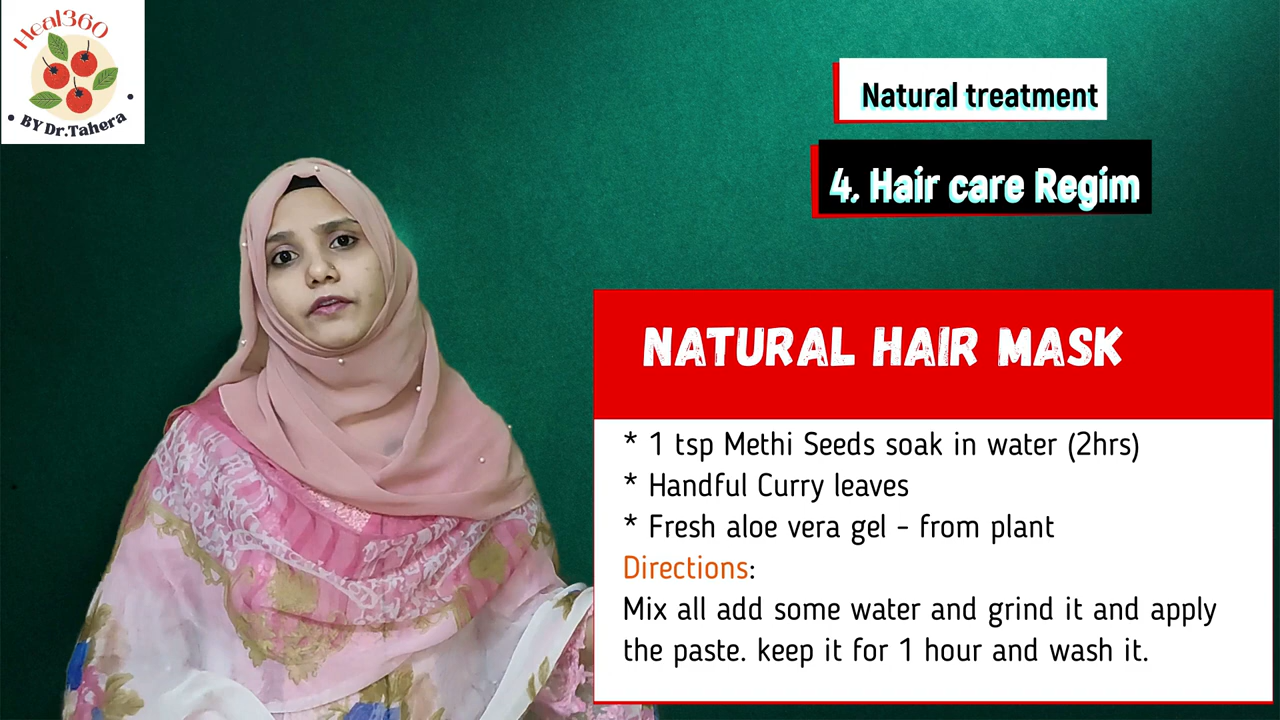 Heal360
• BY Dr.Tahera •
Natural treatment
4. Hair care Regim
NATURAL HAIR MASK
* 1 tsp Methi Seeds soak in water (2hrs)
* Handful Curry leaves
* Fresh aloe vera gel - from plant
Directions:
Mix all add some water and grind it and apply
the paste. keep it for 1 hour and wash it.